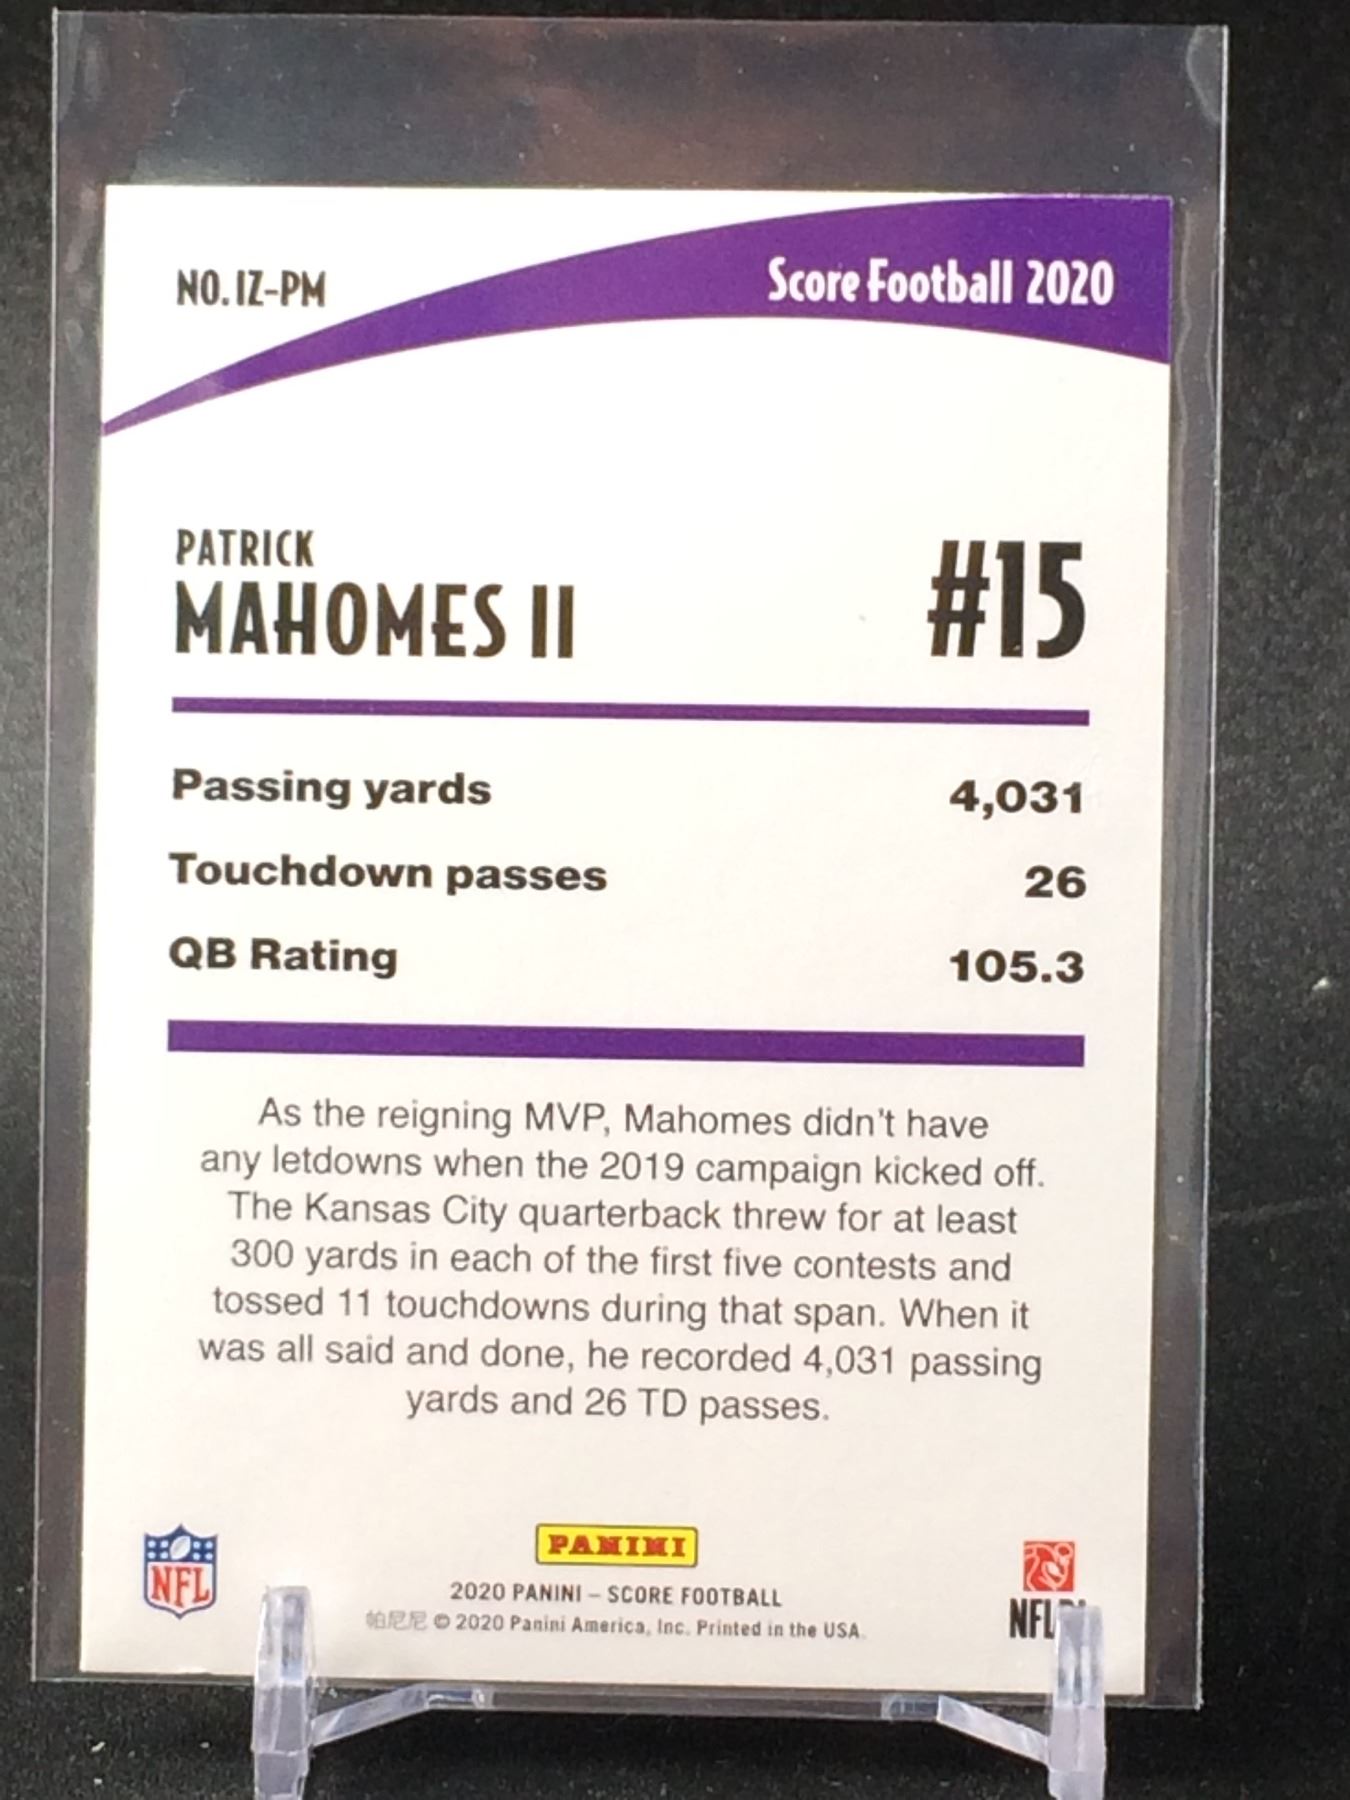 NO. IZ-PM
Score Football 2020
PATRICK
MAHOMES II
#15
Passing yards 4,031
Touchdown passes 26
QB Rating 105.3
As the reigning MVP, Mahomes didn't have
any letdowns when the 2019 campaign kicked off.
The Kansas City quarterback threw for at least
300 yards in each of the first five contests and
tossed 11 touchdowns during that span. When it
was all said and done, he recorded 4,031 passing
yards and 26 TD passes.
NFL
PANINI
2020 PANINI – SCORE FOOTBALL
帕尼尼 © 2020 Panini America, Inc. Printed in the USA.